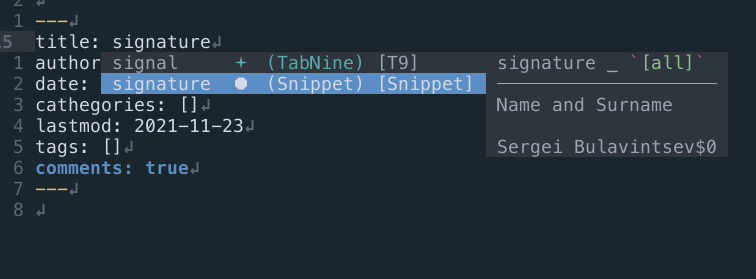 2 ↲
1 ---↲
15 title: signature↲
1 author signal (TabNine) [T9] signature _ `[all]`
2 date: signature (Snippet) [Snippet]
3 cathegories: []↲ Name and Surname
4 lastmod: 2021-11-23↲
5 tags: []↲ Sergei Bulavintsev$0
6 comments: true↲
7 ---↲
8 ↲